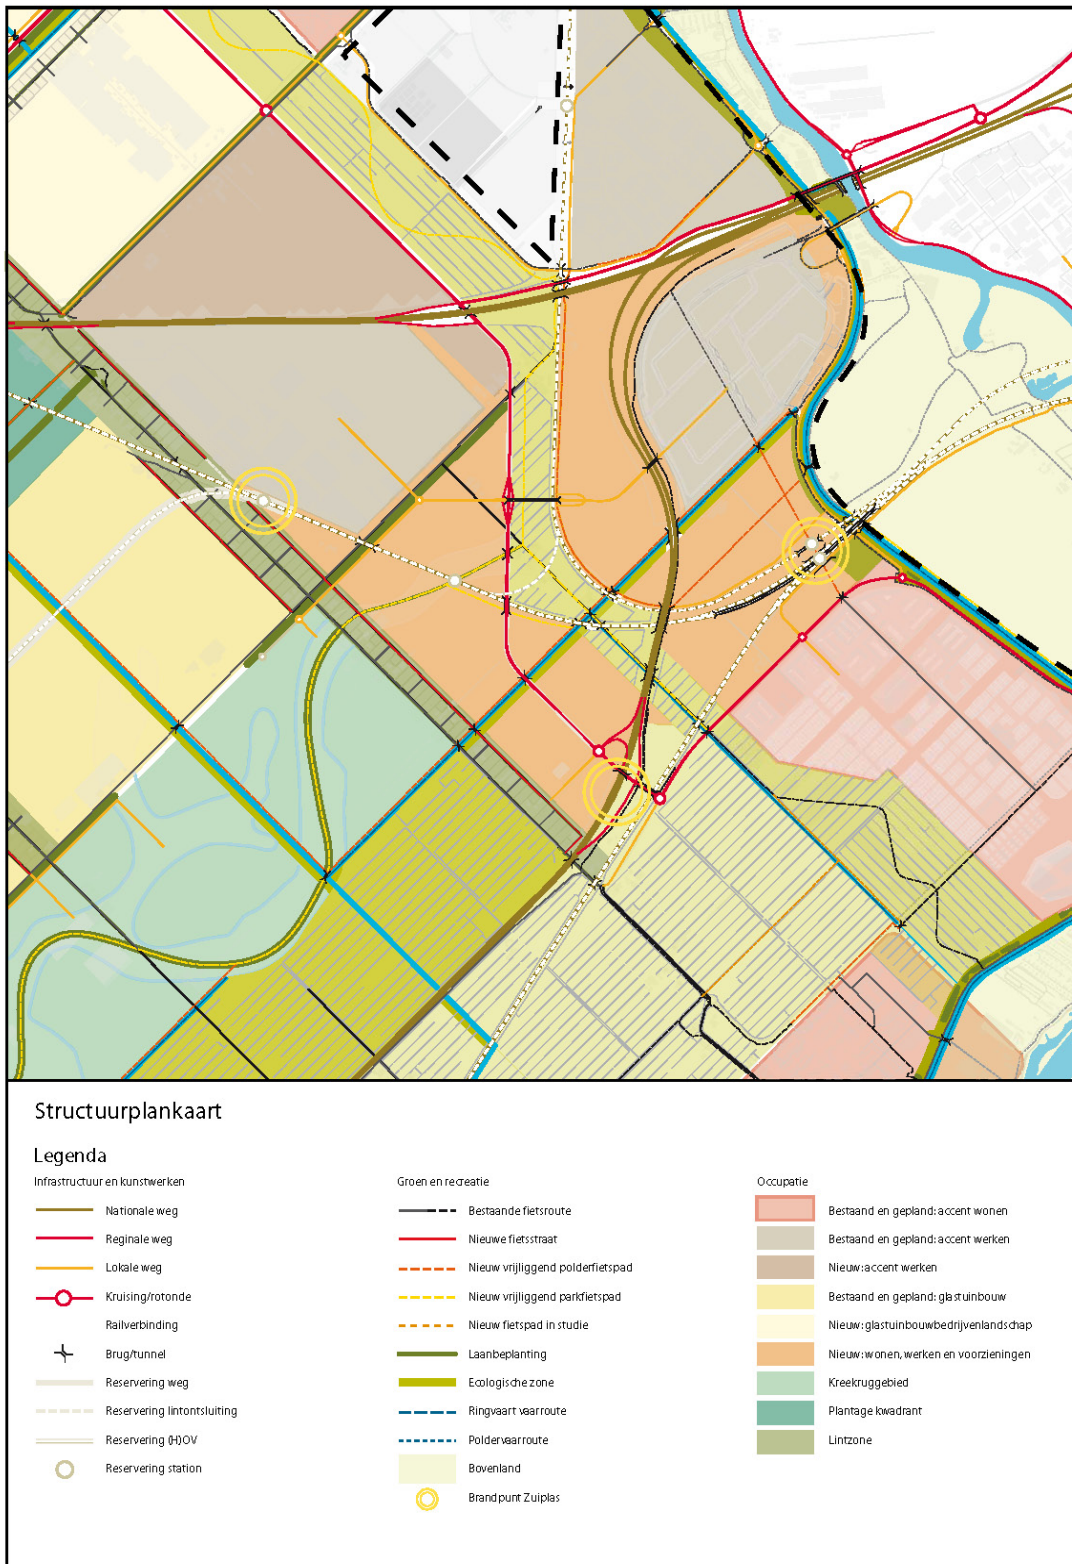 Structuurplankaart
Legenda
Infrastructuur en kunstwerken
Nationale weg
Reginale weg
Lokale weg
Kruising/rotonde
Railverbinding
Brug/tunnel
Reservering weg
Reservering lintontsluiting
Reservering (H)OV
Reservering station
Groen en recreatie
Bestaande fietsroute
Nieuwe fietsstraat
Nieuw vrijliggend polderfietspad
Nieuw vrijliggend parkfietspad
Nieuw fietspad in studie
Laanbeplanting
Ecologische zone
Ringvaart vaarroute
Poldervaarroute
Bovenland
Brandpunt Zuiplas
Occupatie
Bestaand en gepland: accent wonen
Bestaand en gepland: accent werken
Nieuw: accent werken
Bestaand en gepland: glastuinbouw
Nieuw: glastuinbouwbedrijvenlandschap
Nieuw: wonen, werken en voorzieningen
Kreekruggebied
Plantage kwadrant
Lintzone